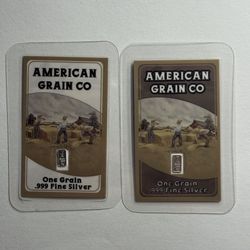 AMERICAN
GRAIN CO
One Grain
.999 Fine Silver
AMERICAN
GRAIN CO
One Grain
.999 Fine Silver